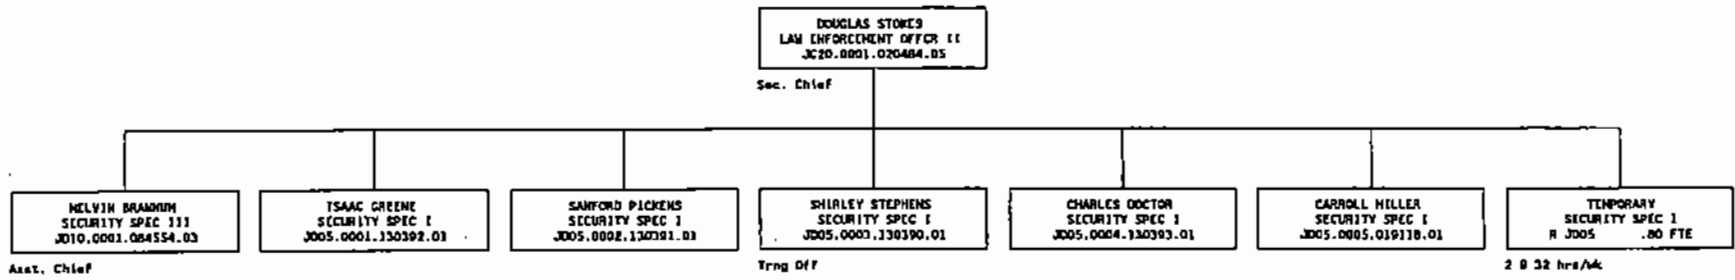 DOUGLAS STOKES
LAW ENFORCEMENT OFFCR II
JC20.0001.020484.05
Sec. Chief
MELVIN BRANNUM
SECURITY SPEC III
JD10.0001.084554.03
Asst. Chief
ISAAC GREENE
SECURITY SPEC I
JD05.0001.130392.01
SANFORD PICKENS
SECURITY SPEC I
JD05.0002.130391.01
SHIRLEY STEPHENS
SECURITY SPEC I
JD05.0003.130390.01
Trng Off
CHARLES DOCTOR
SECURITY SPEC I
JD05.0004.130393.01
CARROLL MILLER
SECURITY SPEC I
JD05.0005.019118.01
TEMPORARY
SECURITY SPEC I
JD05 .80 FTE
2 @ 32 hrs/wk